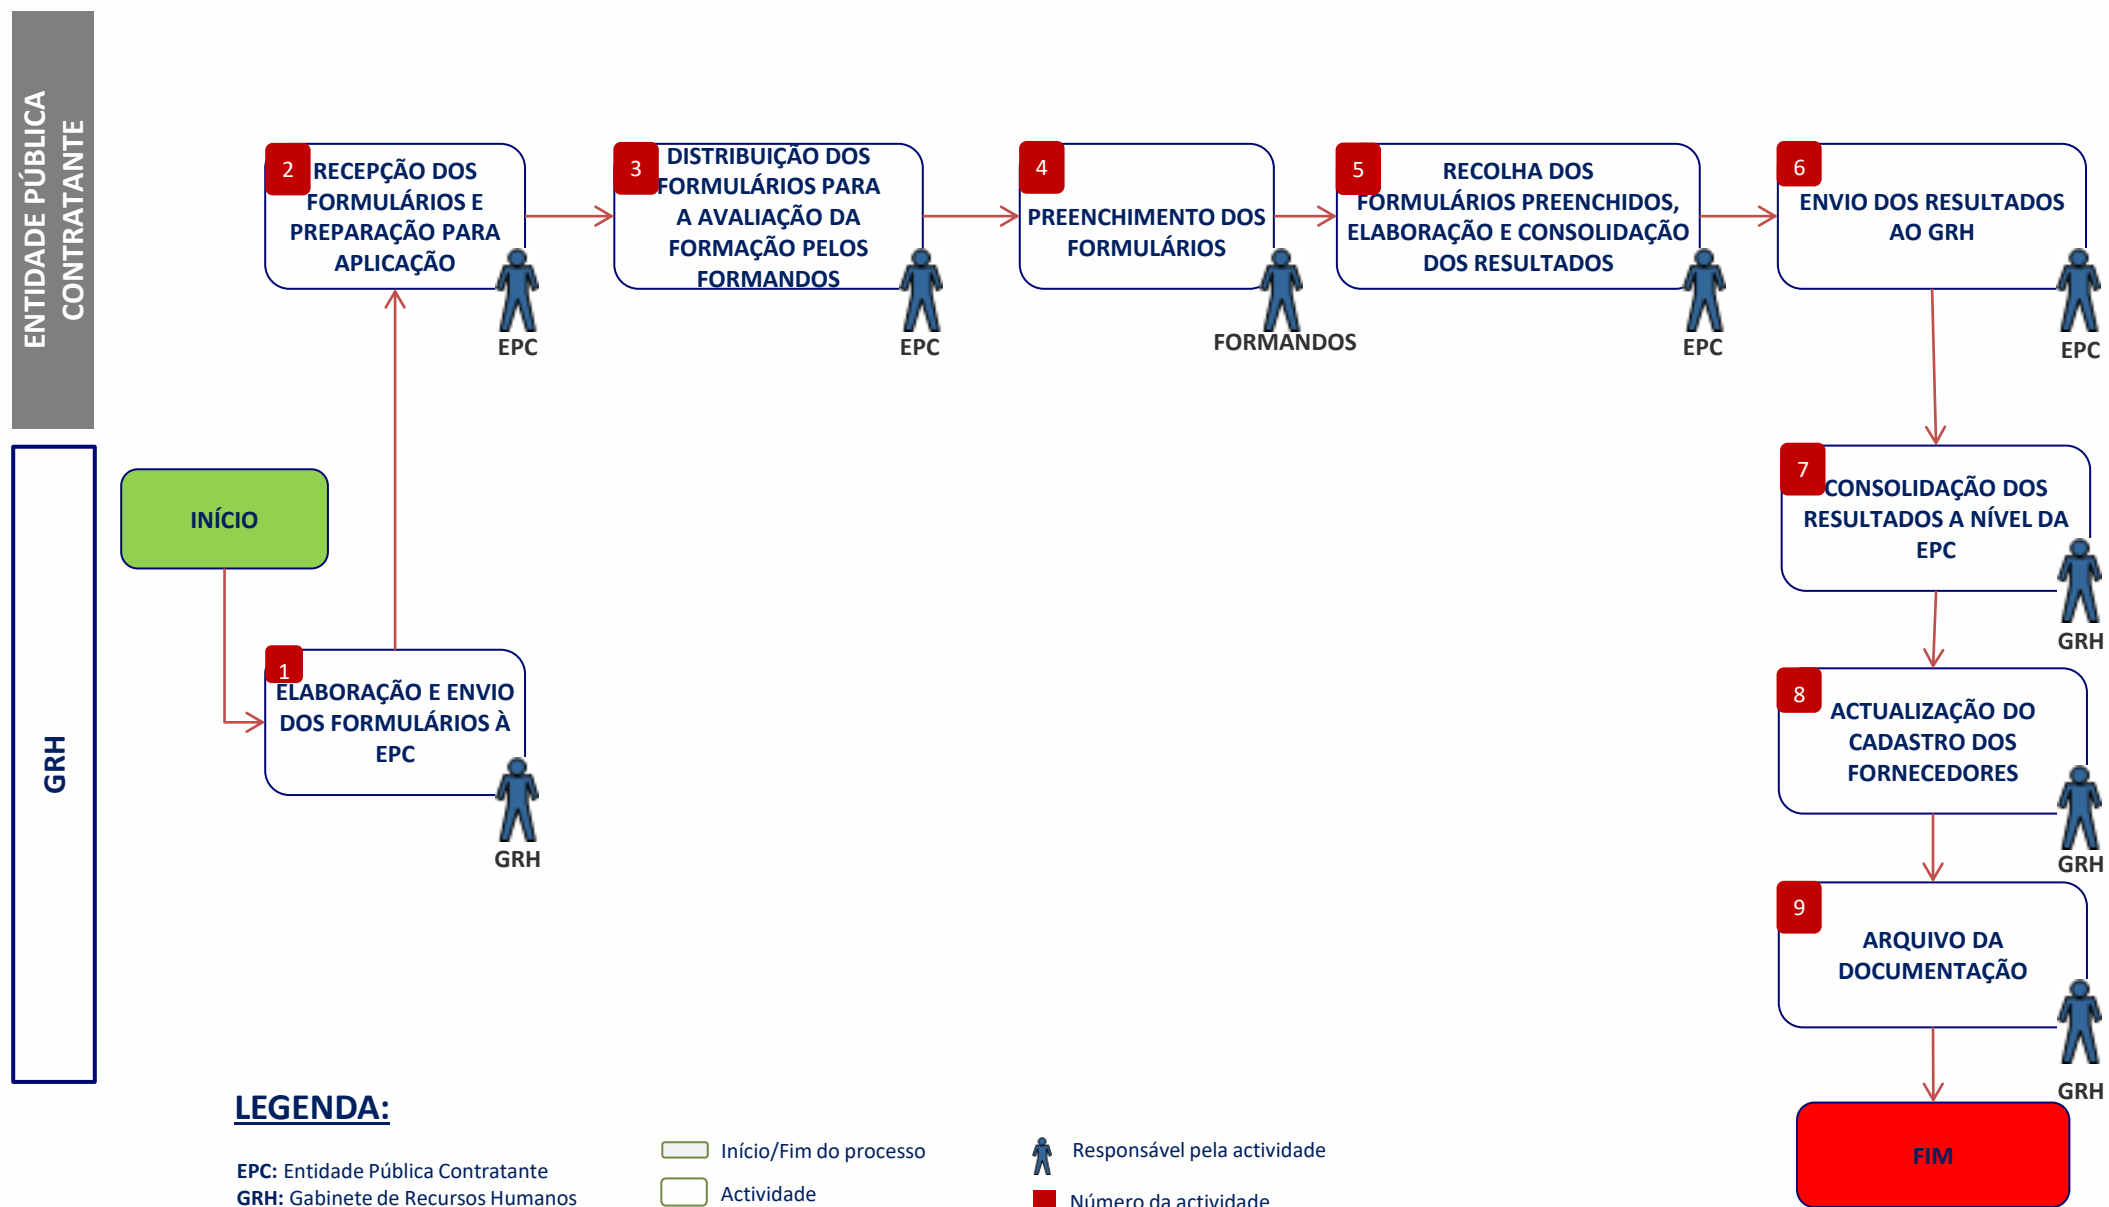 ENTIDADE PÚBLICA
CONTRATANTE
2
RECEPÇÃO DOS
FORMULÁRIOS E
PREPARAÇÃO PARA
APLICAÇÃO
EPC
3
DISTRIBUIÇÃO DOS
FORMULÁRIOS PARA
A AVALIAÇÃO DA
FORMAÇÃO PELOS
FORMANDOS
EPC
4
PREENCHIMENTO DOS
FORMULÁRIOS
FORMANDOS
5
RECOLHA DOS
FORMULÁRIOS PREENCHIDOS,
ELABORAÇÃO E CONSOLIDAÇÃO
DOS RESULTADOS
EPC
6
ENVIO DOS RESULTADOS
AO GRH
EPC
GRH
INÍCIO
1
ELABORAÇÃO E ENVIO
DOS FORMULÁRIOS À
EPC
GRH
7
CONSOLIDAÇÃO DOS
RESULTADOS A NÍVEL DA
EPC
GRH
8
ACTUALIZAÇÃO DO
CADASTRO DOS
FORNECEDORES
GRH
9
ARQUIVO DA
DOCUMENTAÇÃO
GRH
FIM
LEGENDA:
EPC: Entidade Pública Contratante
GRH: Gabinete de Recursos Humanos
Início/Fim do processo
Actividade
Responsável pela actividade
Número da actividade